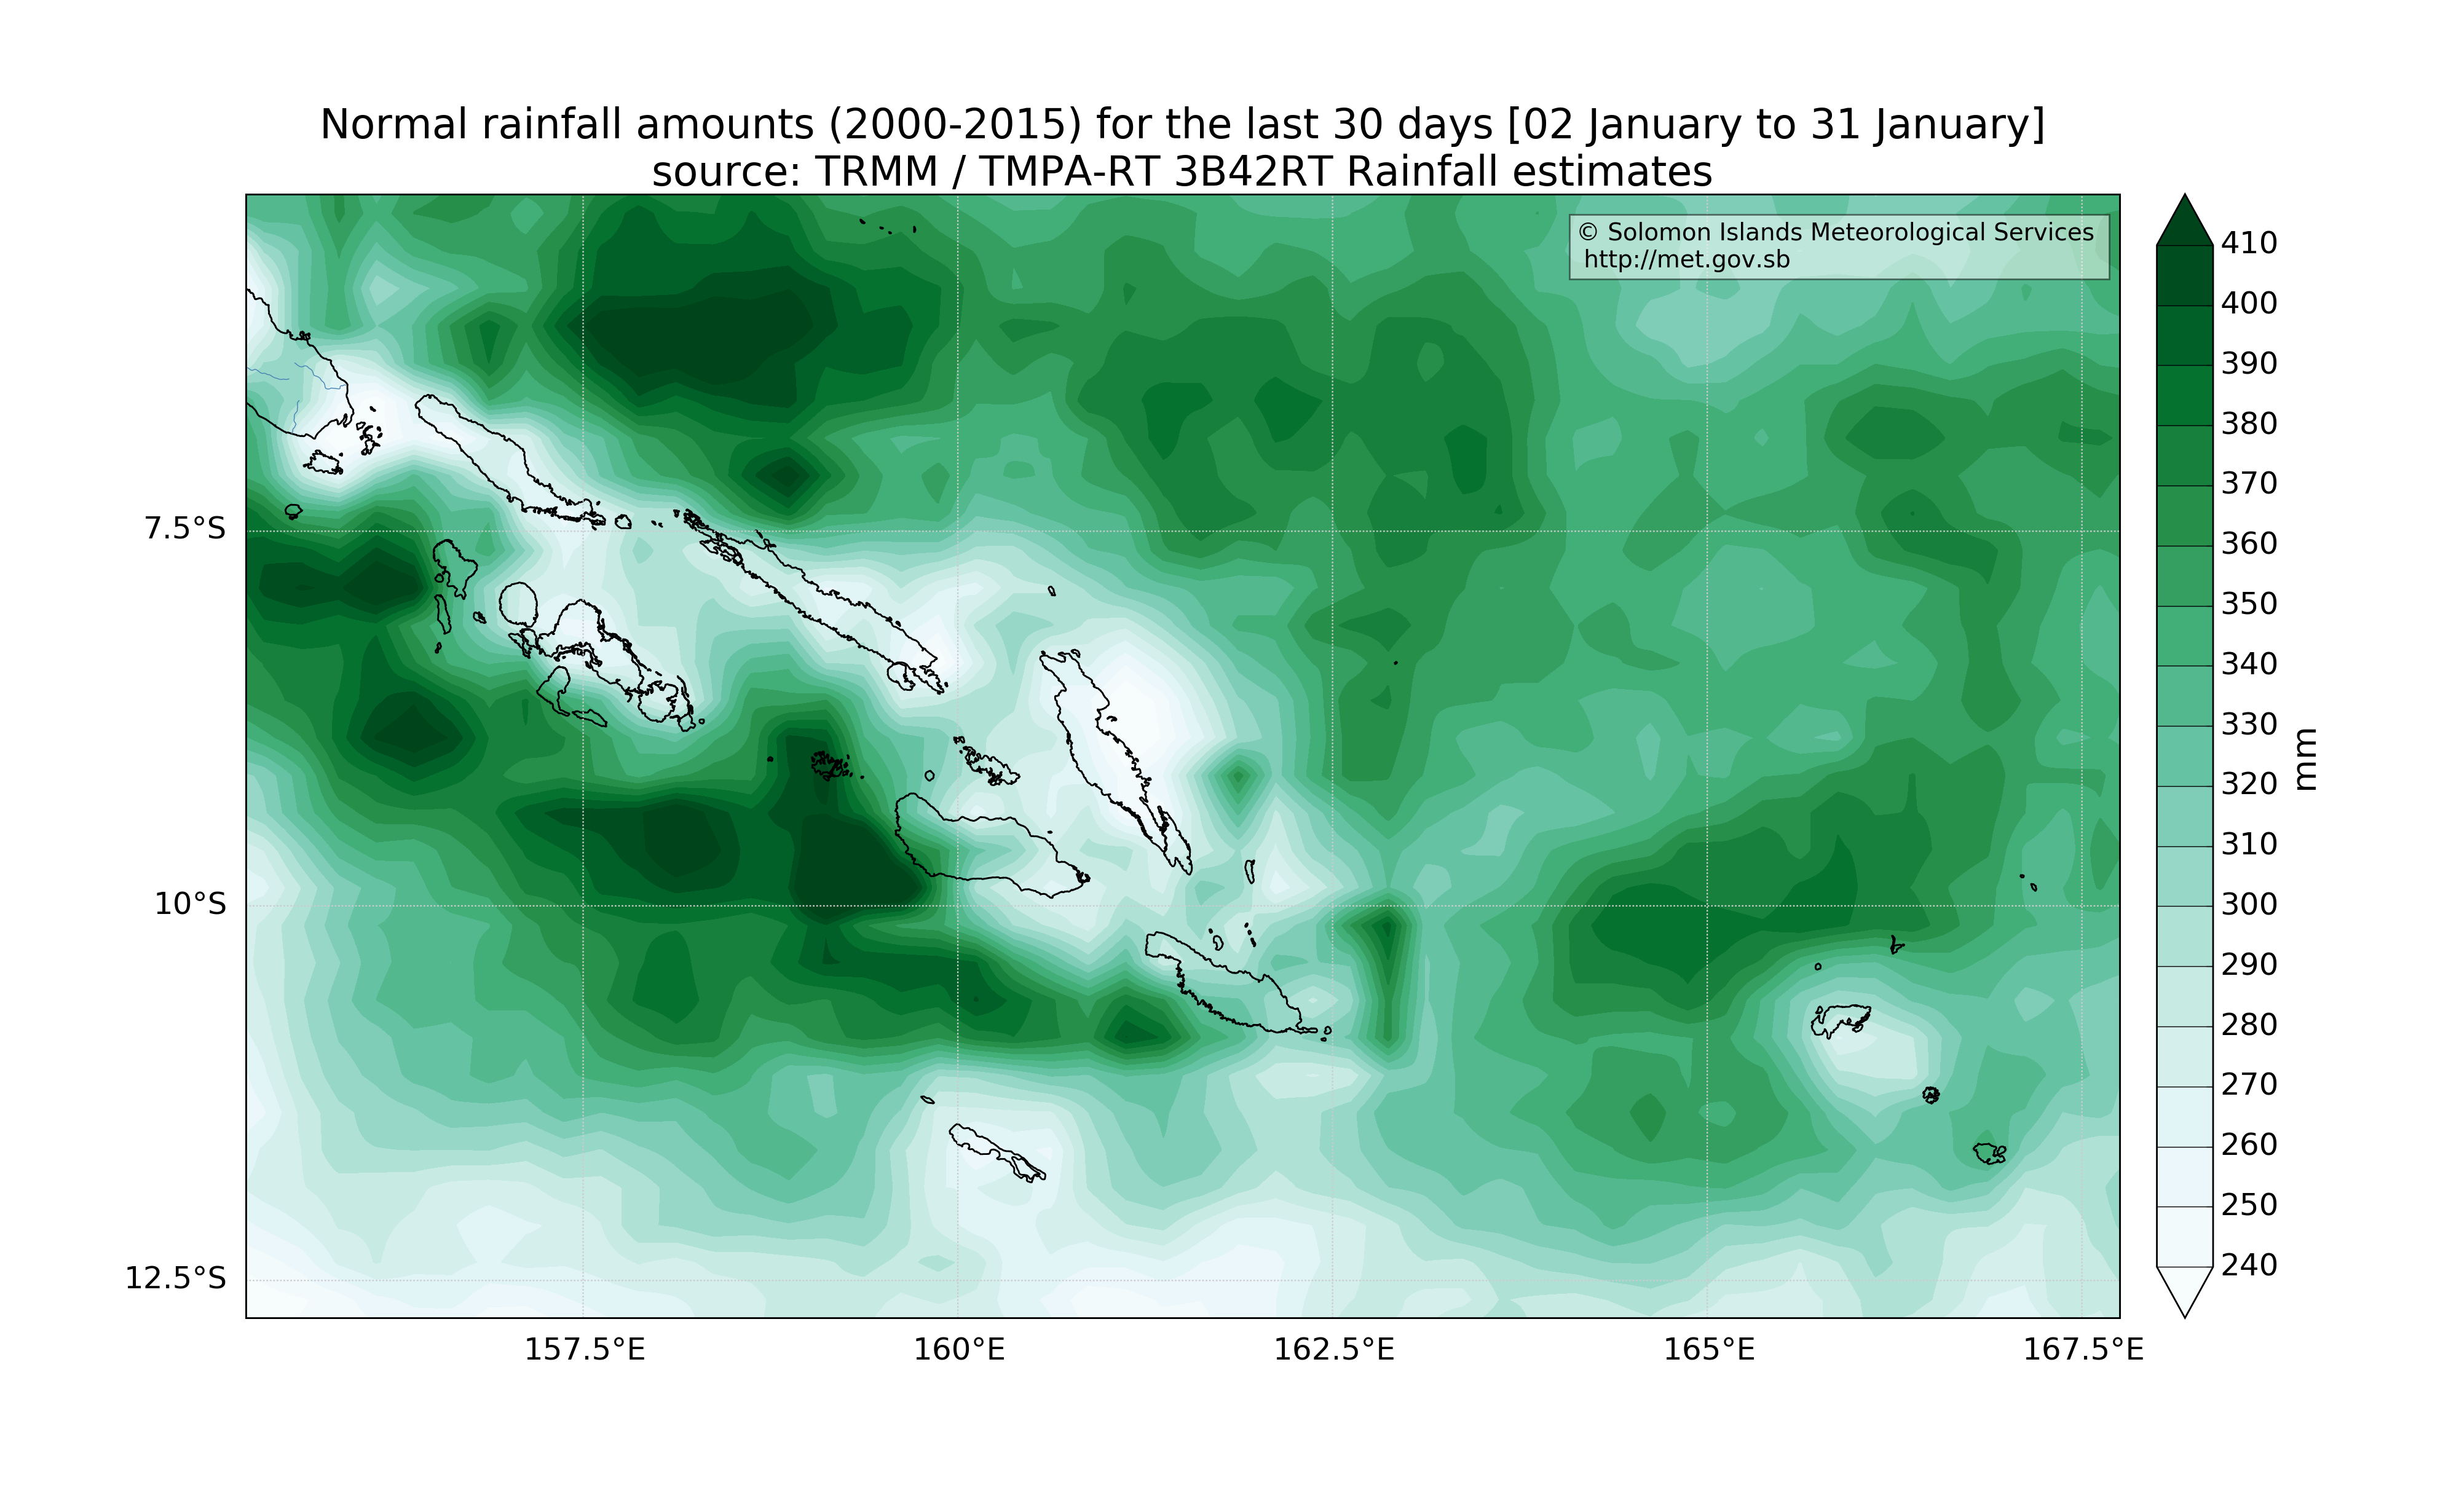 Normal rainfall amounts (2000-2015) for the last 30 days [02 January to 31 January]
source: TRMM / TMPA-RT 3B42RT Rainfall estimates
© Solomon Islands Meteorological Services
http://met.gov.sb
7.5°S
10°S
12.5°S
157.5°E
160°E
162.5°E
165°E
167.5°E
410
400
390
380
370
360
350
340
330
320
310
300
290
280
270
260
250
240
mm